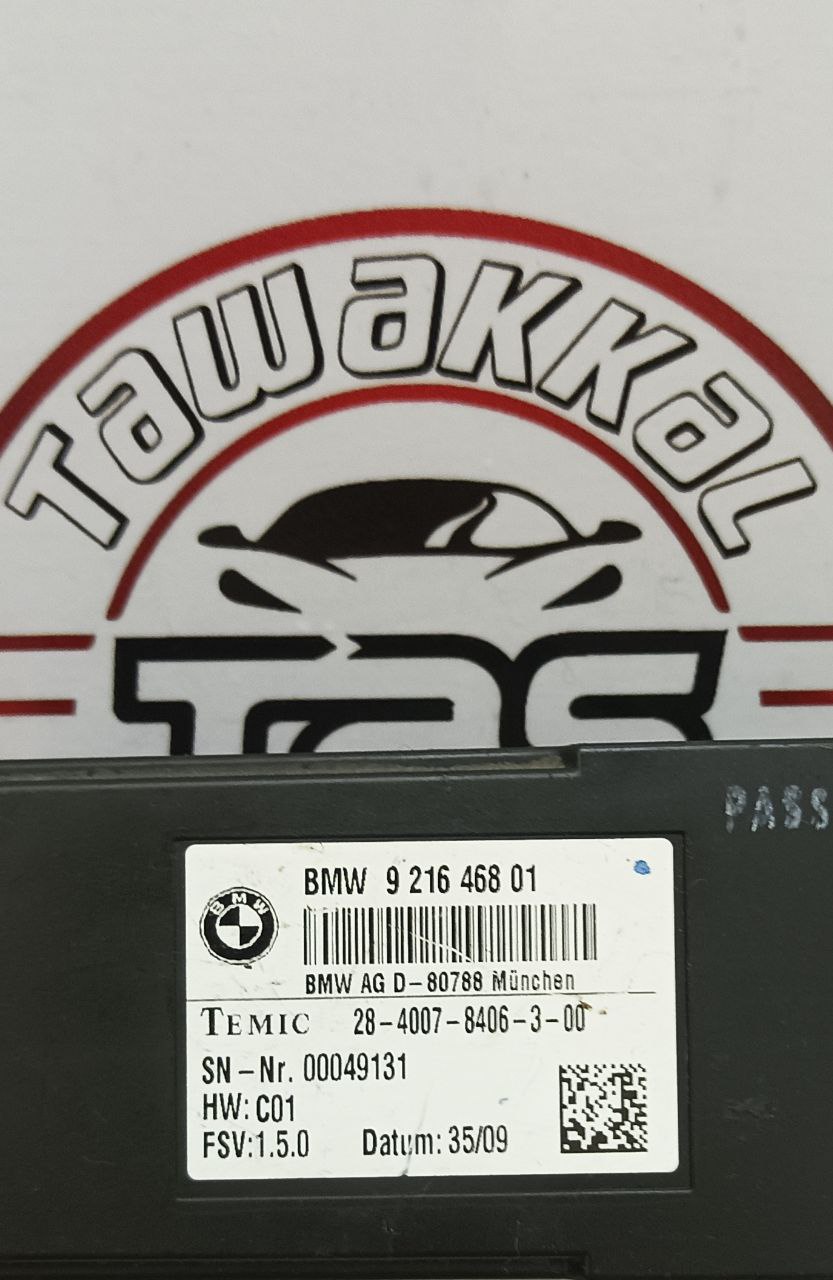 Tawakkal
TAS
PASS
BMW 9 216 468 01
BMW
BMW AG D-80788 München
TEMIC 28-4007-8406-3-00
SN-Nr. 00049131
HW: C01
FSV:1.5.0 Datum: 35/09